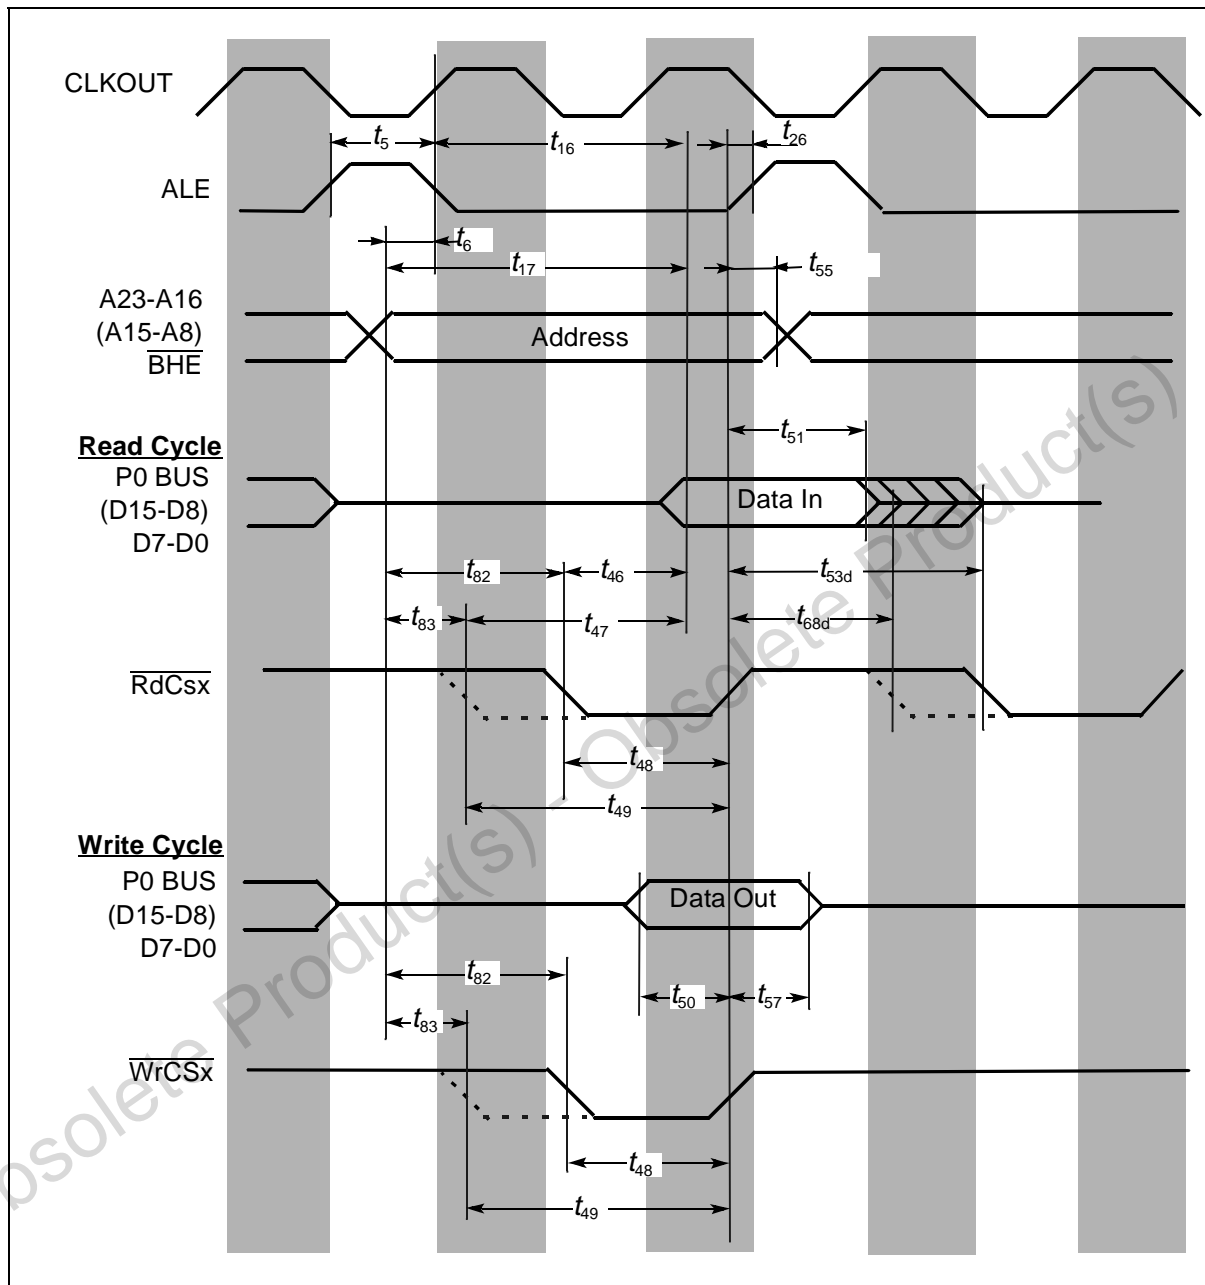 CLKOUT
t5
t16
t26
ALE
t6
t17
t55
A23-A16
(A15-A8)
BHE
Address
t51
Read Cycle
P0 BUS
(D15-D8)
D7-D0
Data In
t82
t46
t53d
t83
t47
t68d
RdCsx
t48
t49
Write Cycle
P0 BUS
(D15-D8)
D7-D0
Data Out
t82
t50
t57
t83
WrCSx
t48
t49
Obsolete Product(s) - Obsolete Product(s)